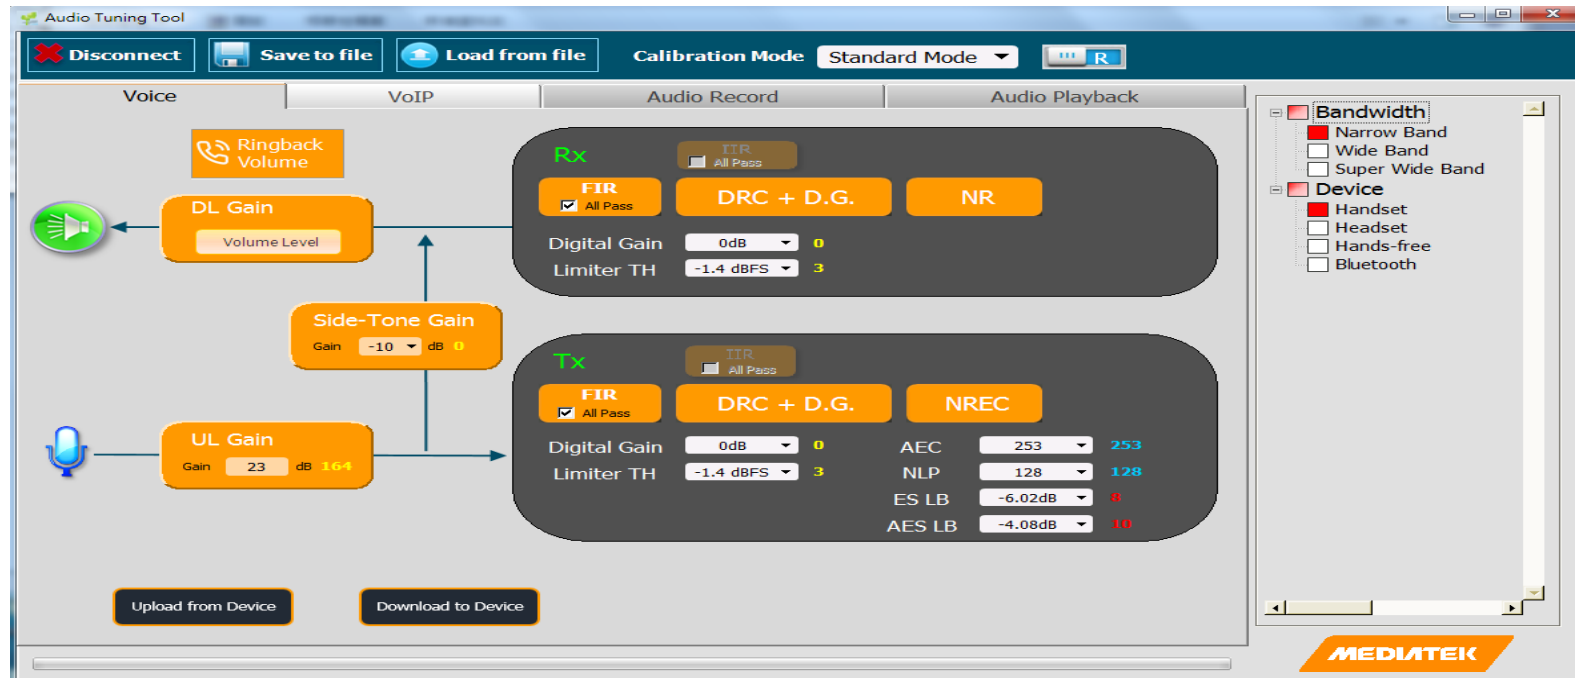 Audio Tuning Tool
Disconnect
Save to file
Load from file
Calibration Mode
Standard Mode
R
Voice
VoIP
Audio Record
Audio Playback
Ringback
Volume
DL Gain
Volume Level
Side-Tone Gain
Gain -10 dB 0
UL Gain
Gain 23 dB 164
Rx
IIR
All Pass
FIR
All Pass
DRC + D.G.
NR
Digital Gain 0dB 0
Limiter TH -1.4 dBFS 3
Tx
IIR
All Pass
FIR
All Pass
DRC + D.G.
NREC
Digital Gain 0dB 0
Limiter TH -1.4 dBFS 3
AEC 253 253
NLP 128 128
ES LB -6.02dB 8
AES LB -4.08dB 10
Upload from Device
Download to Device
Bandwidth
Narrow Band
Wide Band
Super Wide Band
Device
Handset
Headset
Hands-free
Bluetooth
MEDIATEK